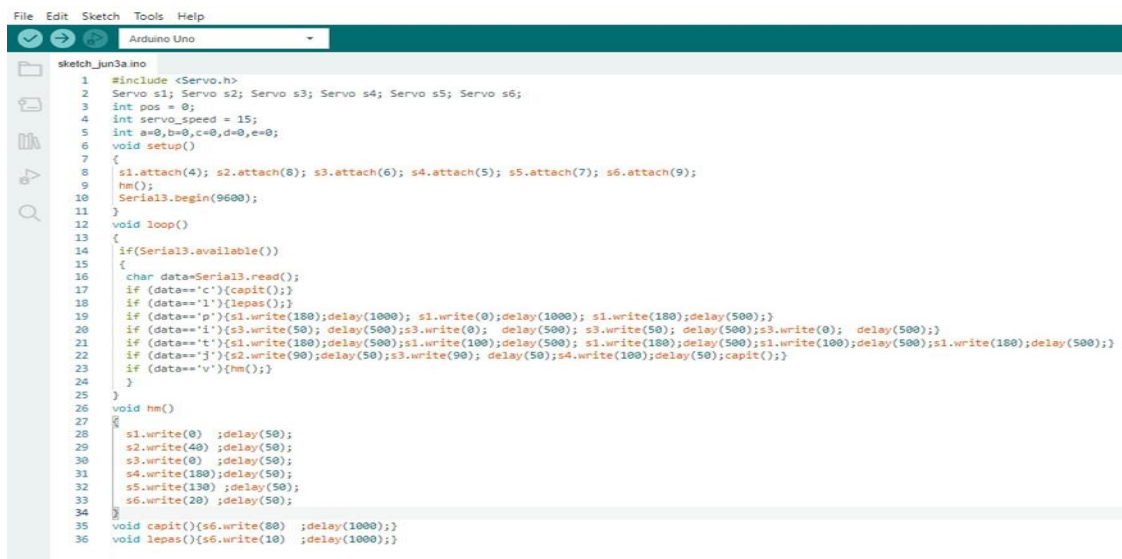 File Edit Sketch Tools Help
Arduino Uno
sketch_jun3a.ino
1 #include <Servo.h>
2 Servo s1; Servo s2; Servo s3; Servo s4; Servo s5; Servo s6;
3 int pos = 0;
4 int servo_speed = 15;
5 int a=0,b=0,c=0,d=0,e=0;
6 void setup()
7 {
8 s1.attach(4); s2.attach(8); s3.attach(6); s4.attach(5); s5.attach(7); s6.attach(9);
9 hm();
10 Serial3.begin(9600);
11 }
12 void loop()
13 {
14 if(Serial3.available())
15 {
16 char data=Serial3.read();
17 if (data=='c'){capit();}
18 if (data=='l'){lepas();}
19 if (data=='p'){s1.write(180);delay(1000); s1.write(0);delay(1000); s1.write(180);delay(500);}
20 if (data=='i'){s3.write(50); delay(500);s3.write(0); delay(500); s3.write(50); delay(500);s3.write(0); delay(500);}
21 if (data=='t'){s1.write(180);delay(500);s1.write(100);delay(500); s1.write(180);delay(500);s1.write(100);delay(500);s1.write(180);delay(500);}
22 if (data=='j'){s2.write(90);delay(50);s3.write(90); delay(50);s4.write(100);delay(50);capit();}
23 if (data=='v'){hm();}
24 }
25 }
26 void hm()
27 {
28 s1.write(0) ;delay(50);
29 s2.write(40) ;delay(50);
30 s3.write(0) ;delay(50);
31 s4.write(180);delay(50);
32 s5.write(130) ;delay(50);
33 s6.write(20) ;delay(50);
34 }
35 void capit(){s6.write(80) ;delay(1000);}
36 void lepas(){s6.write(10) ;delay(1000);}